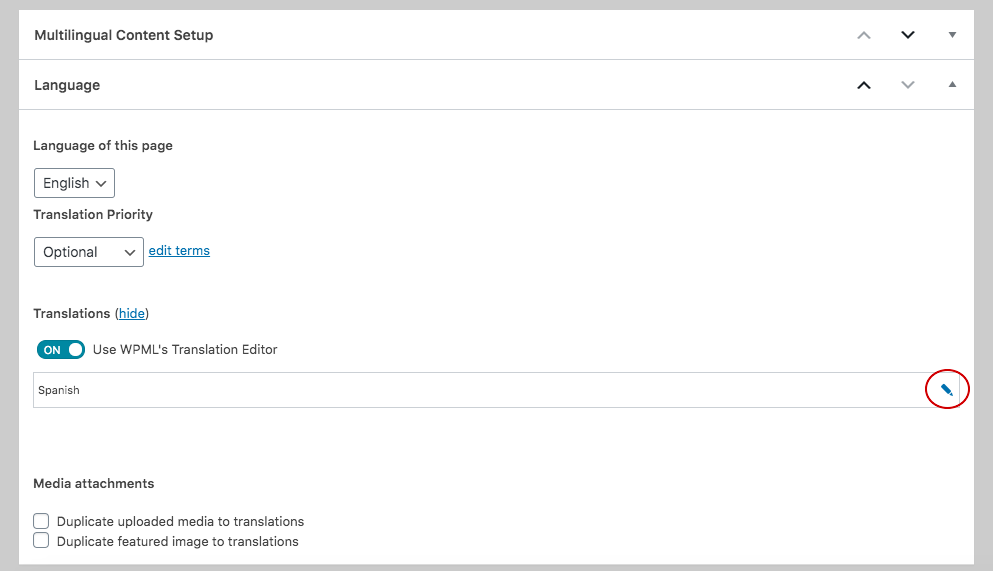 Multilingual Content Setup
Language
Language of this page
English
Translation Priority
Optional edit terms
Translations (hide)
ON Use WPML's Translation Editor
Spanish
Media attachments
Duplicate uploaded media to translations
Duplicate featured image to translations